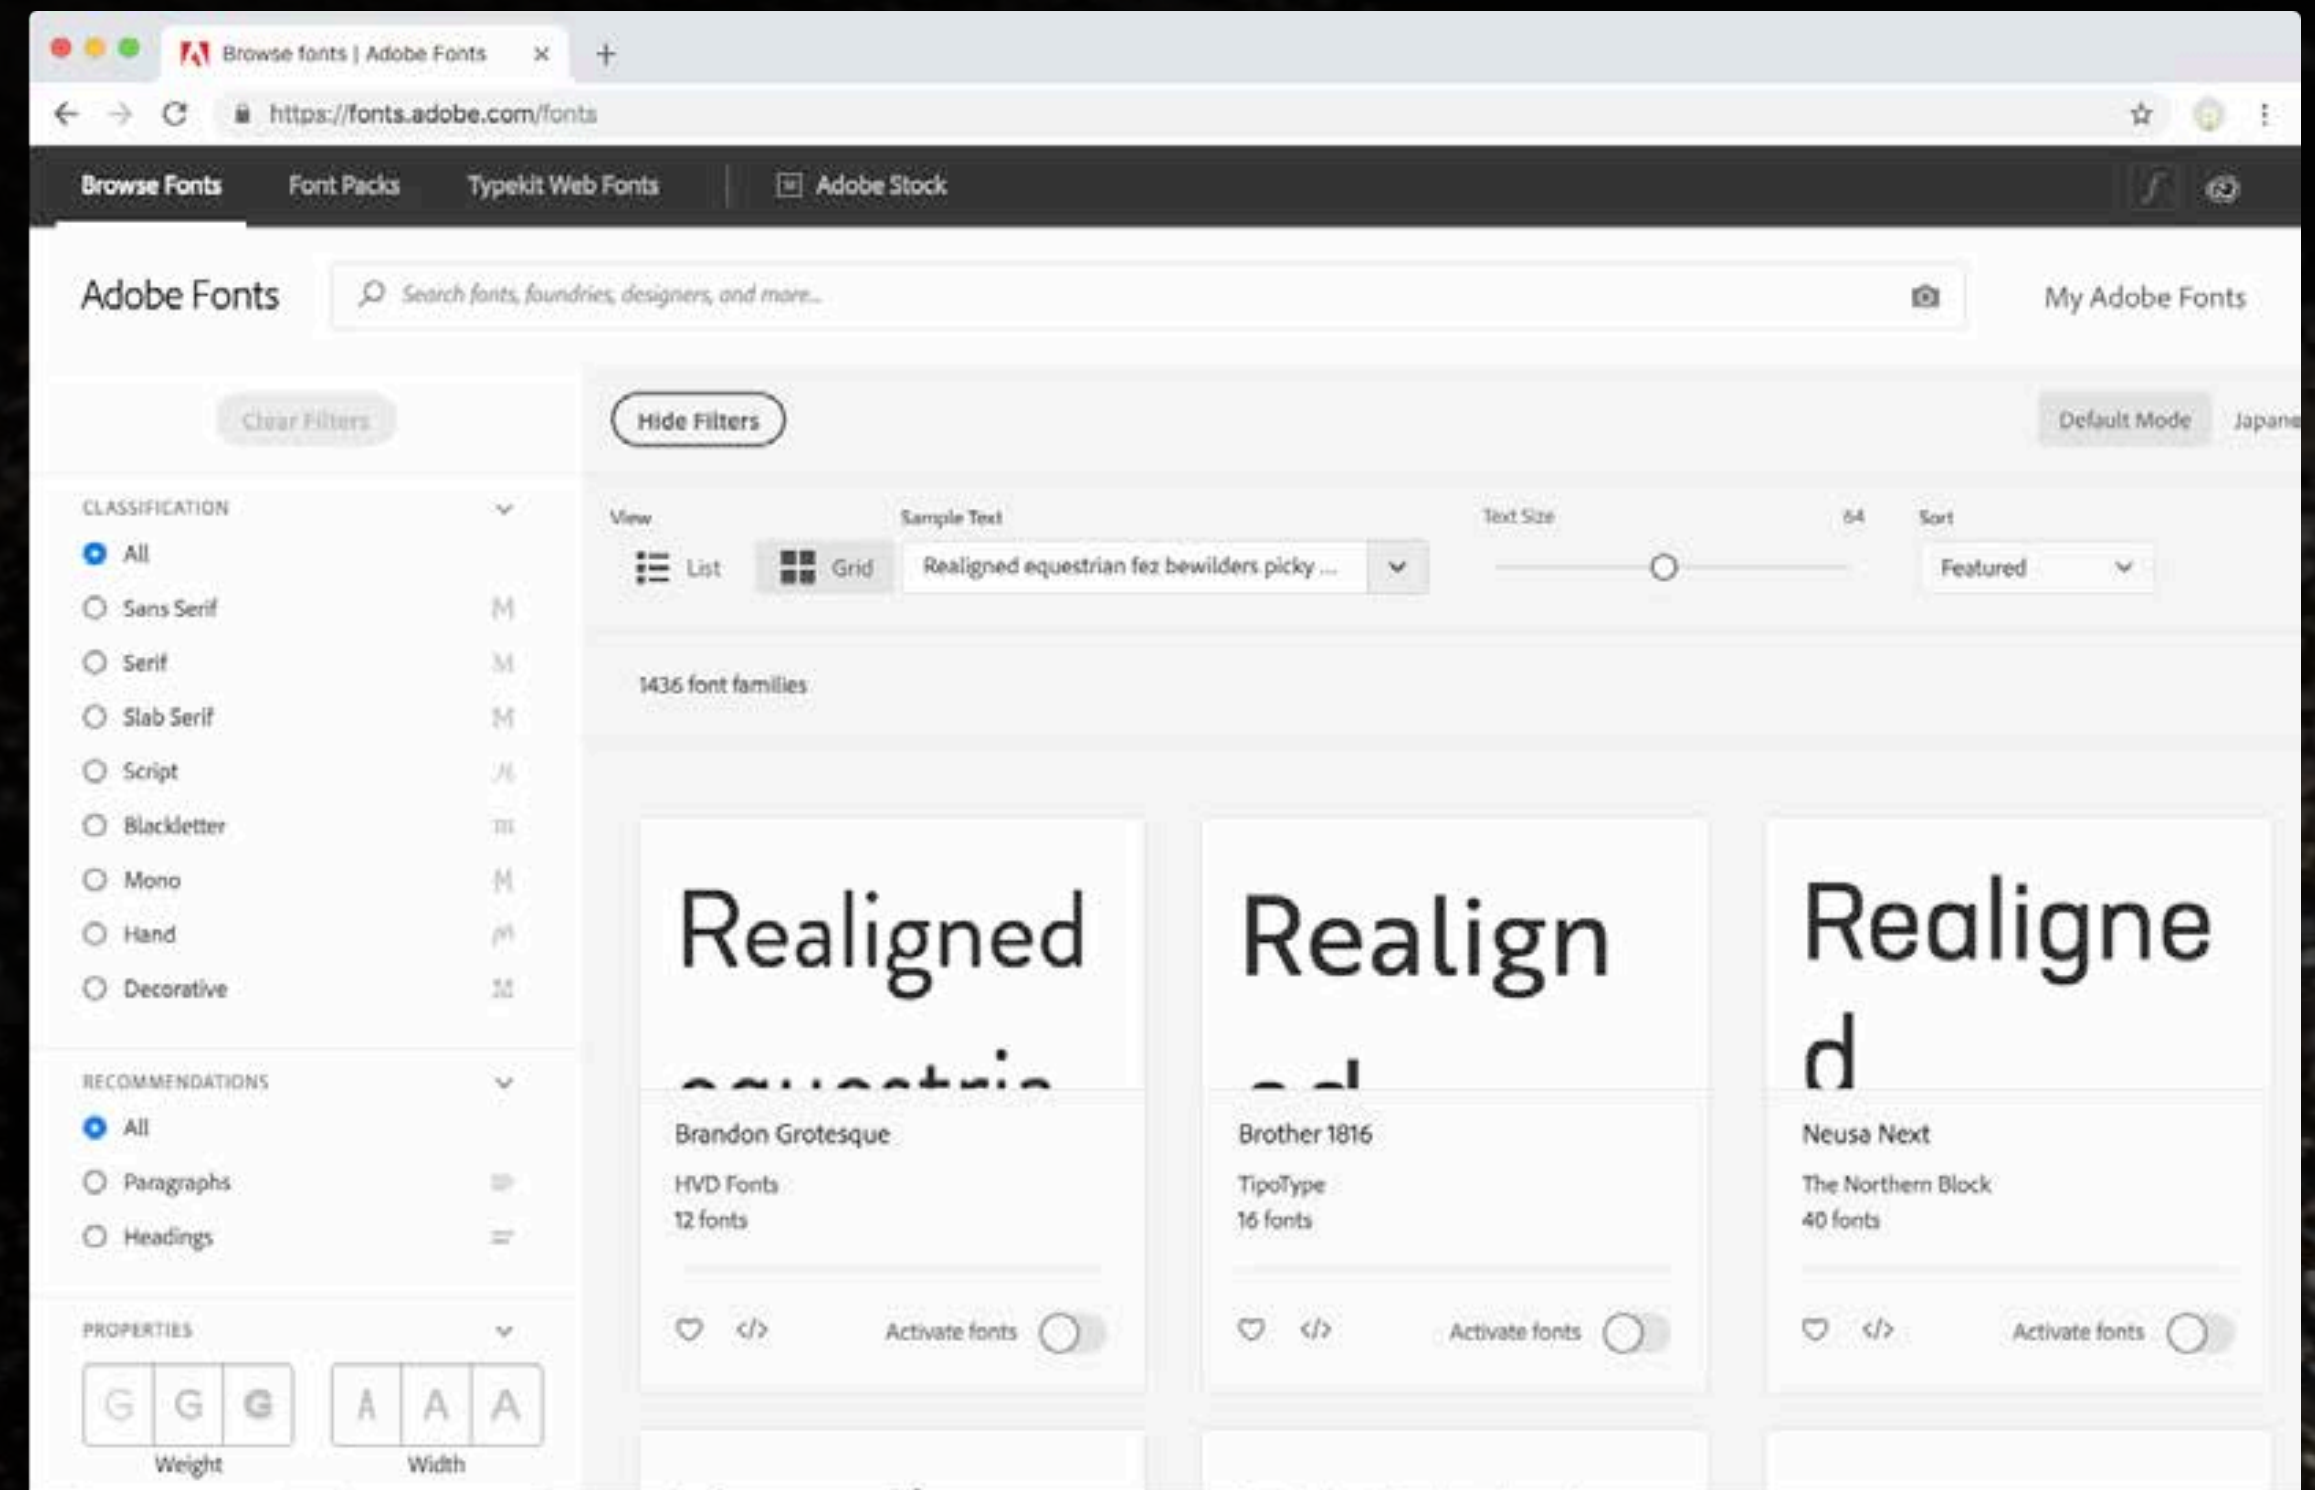 Browse fonts | Adobe Fonts
https://fonts.adobe.com/fonts
Browse Fonts Font Packs Typekit Web Fonts Adobe Stock
Adobe Fonts Search fonts, foundries, designers, and more... My Adobe Fonts
Clear Filters Hide Filters Default Mode Japane
CLASSIFICATION
All
Sans Serif M
Serif M
Slab Serif M
Script M
Blackletter m
Mono M
Hand M
Decorative M
RECOMMENDATIONS
All
Paragraphs
Headings
PROPERTIES
G G G A A A
Weight Width
View Sample Text Text Size 64 Sort
List Grid Realigned equestrian fez bewilders picky ... Featured
1436 font families
Realigned
equestria
Brandon Grotesque
HVD Fonts
12 fonts
</> Activate fonts
Realign
ed
Brother 1816
TipoType
16 fonts
</> Activate fonts
Realigne
d
Neusa Next
The Northern Block
40 fonts
</> Activate fonts